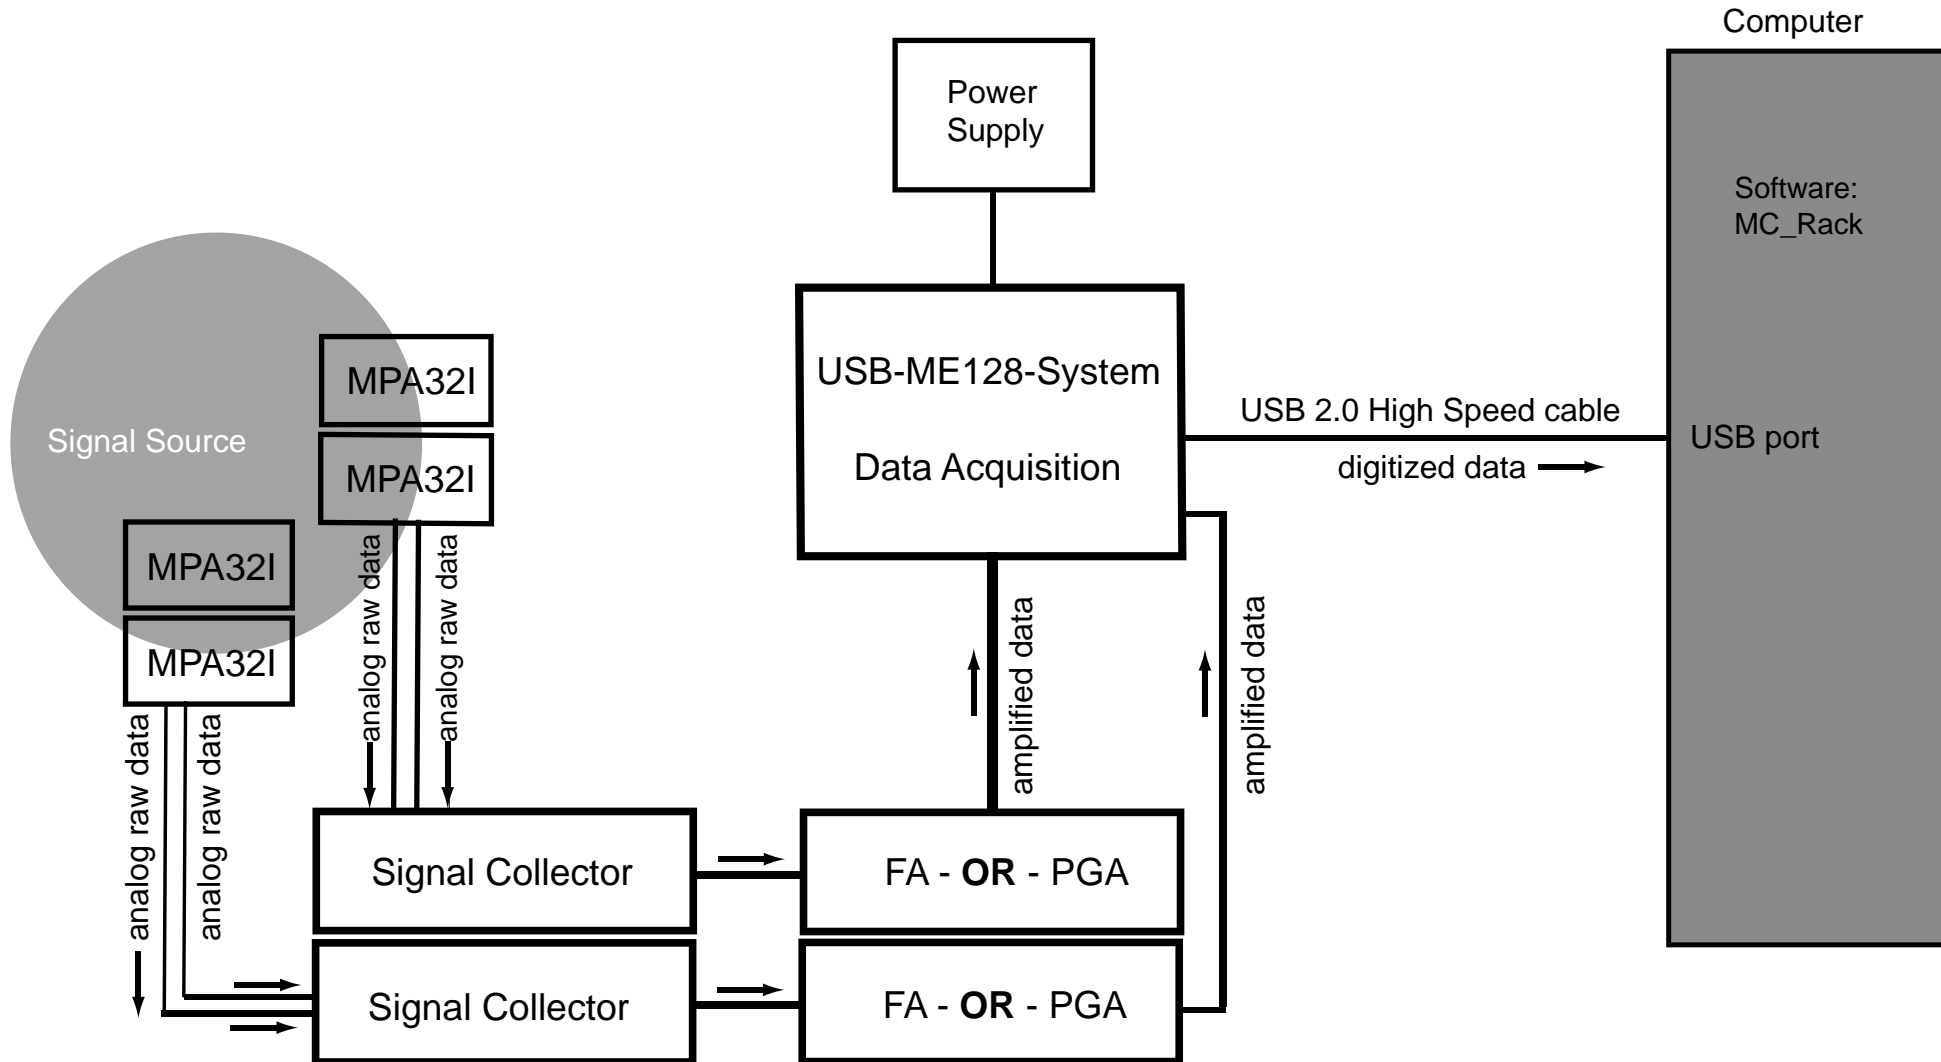 Computer
Power
Supply
Software:
MC_Rack
MPA32I
USB-ME128-System
USB 2.0 High Speed cable
Signal Source
USB port
MPA32I
Data Acquisition
digitized data
MPA32I
MPA32I
analog raw data
analog raw data
analog raw data
analog raw data
amplified data
amplified data
Signal Collector
FA - OR - PGA
Signal Collector
FA - OR - PGA